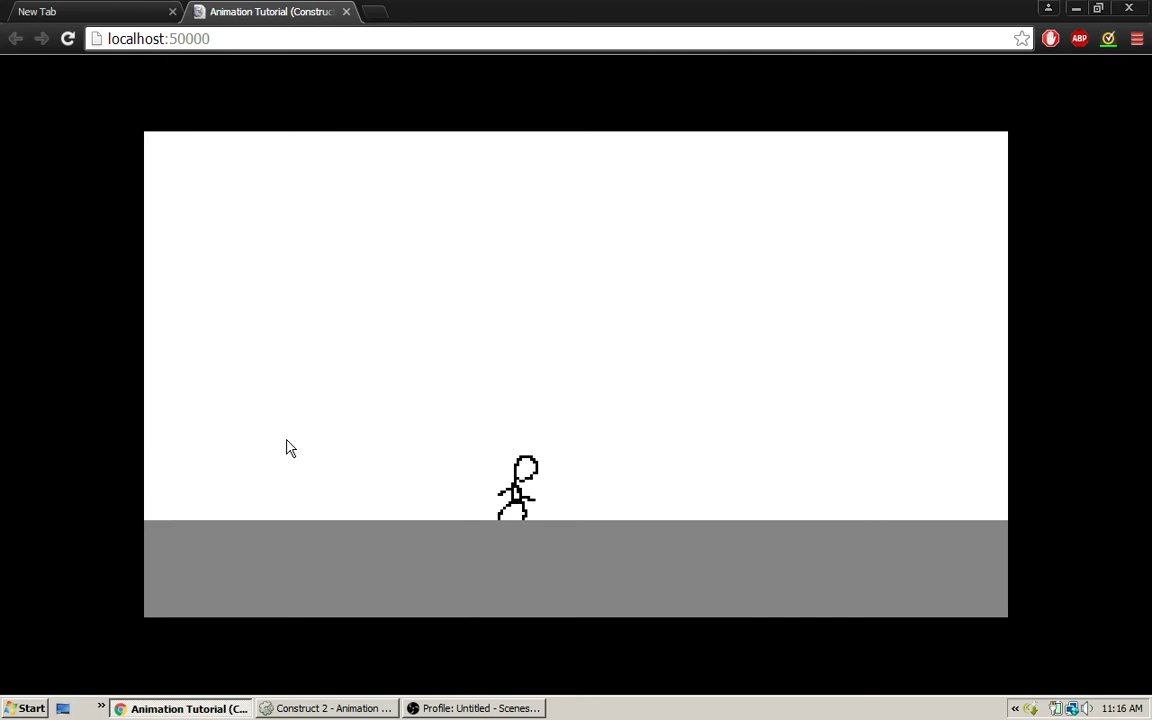 New Tab
Animation Tutorial (Construc
localhost:50000
ABP
Start
Animation Tutorial (C...
Construct 2 - Animation ...
Profile: Untitled - Scenes...
11:16 AM